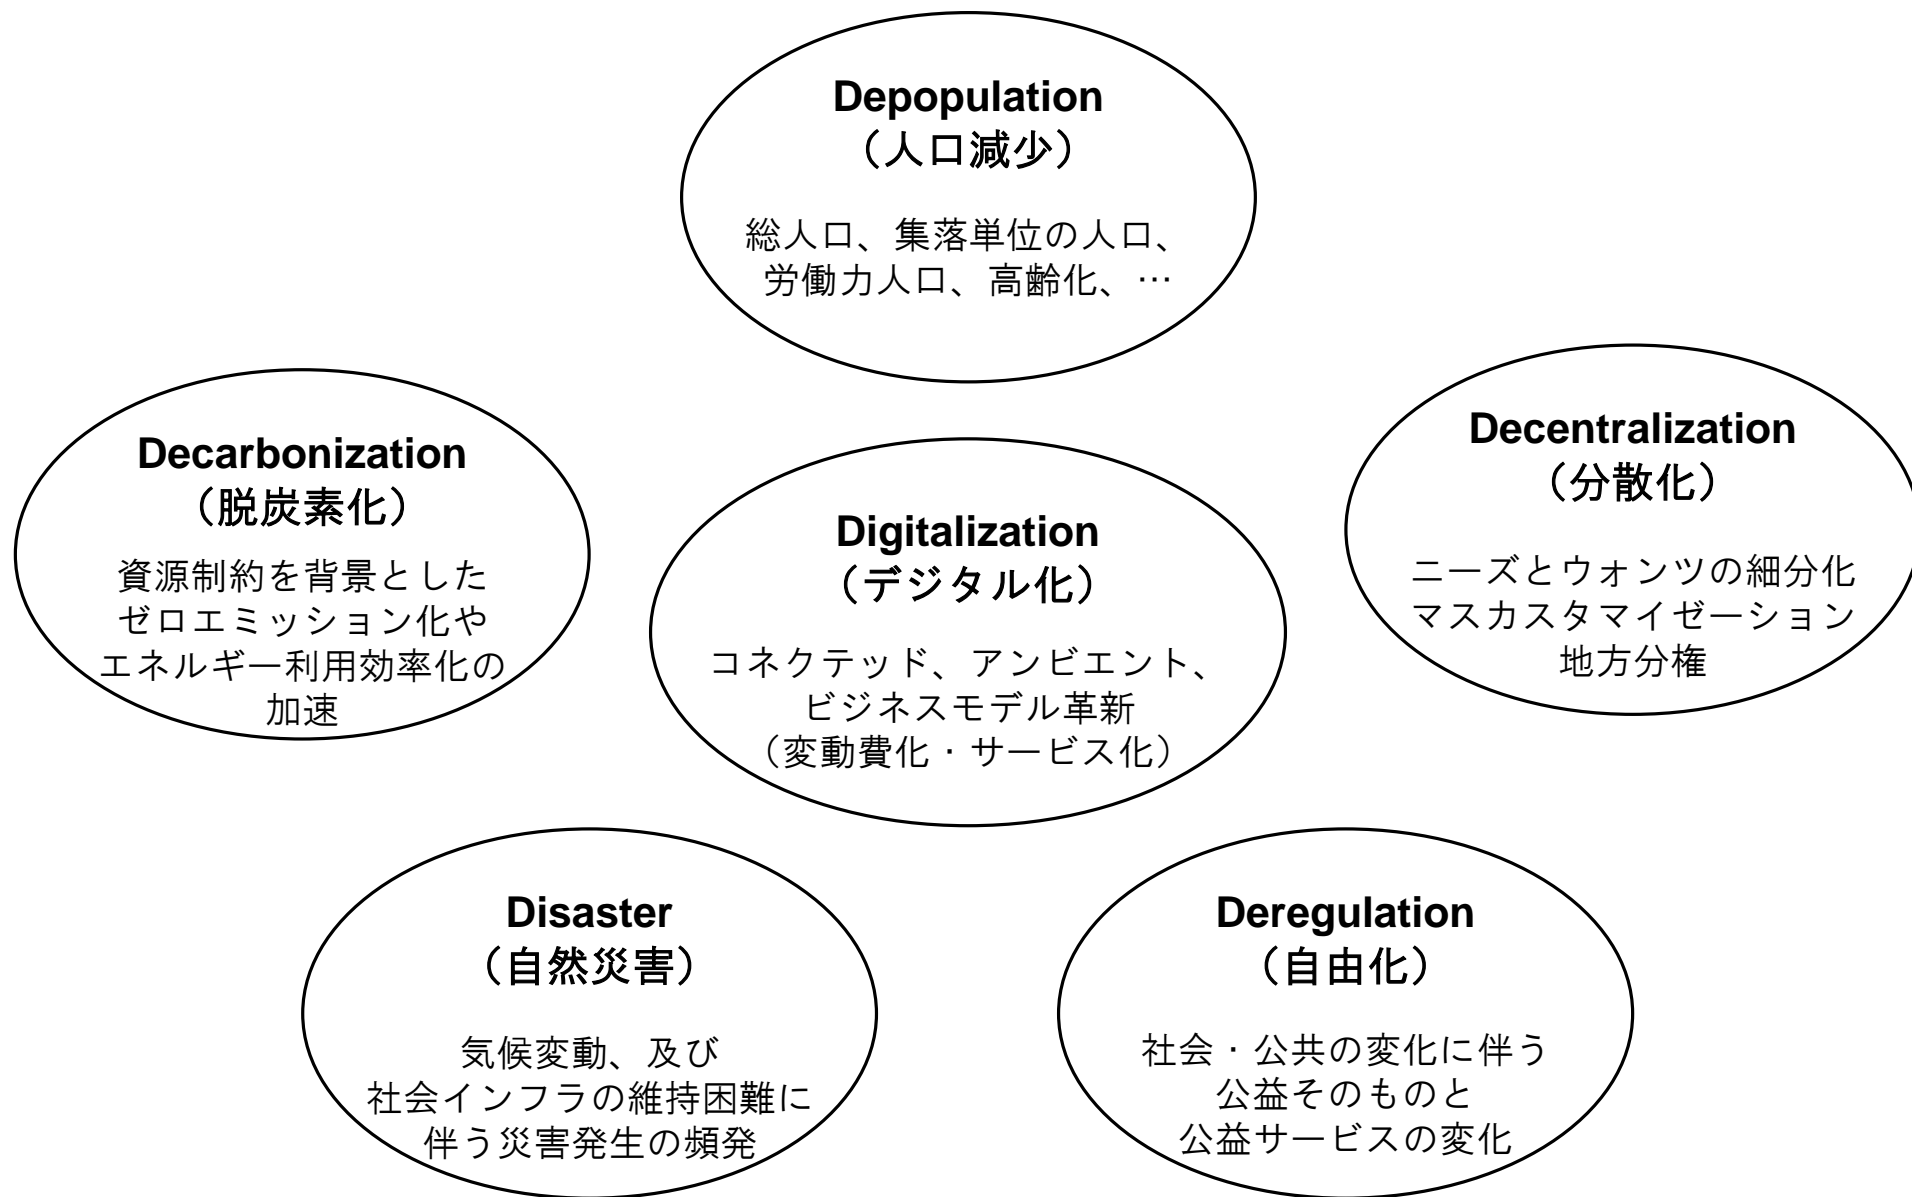 Depopulation
（人口減少）
総人口、集落単位の人口、
労働力人口、高齢化、…
Decarbonization
（脱炭素化）
資源制約を背景とした
ゼロエミッション化や
エネルギー利用効率化の
加速
Digitalization
（デジタル化）
コネクテッド、アンビエント、
ビジネスモデル革新
（変動費化・サービス化）
Decentralization
（分散化）
ニーズとウォンツの細分化
マスカスタマイゼーション
地方分権
Disaster
（自然災害）
気候変動、及び
社会インフラの維持困難に
伴う災害発生の頻発
Deregulation
（自由化）
社会・公共の変化に伴う
公益そのものと
公益サービスの変化